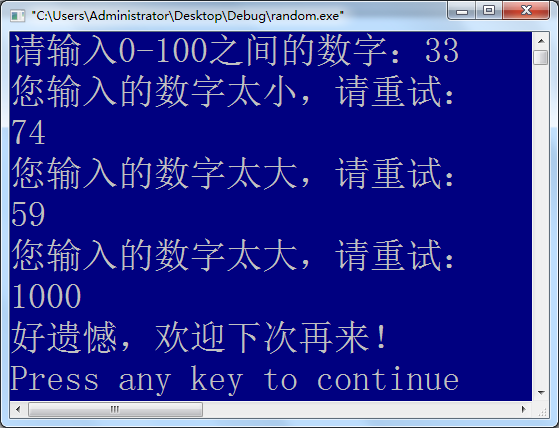 "C:\Users\Administrator\Desktop\Debug\random.exe"
请输入0-100之间的数字：33
您输入的数字太小，请重试：
74
您输入的数字太大，请重试：
59
您输入的数字太大，请重试：
1000
好遗憾，欢迎下次再来！
Press any key to continue